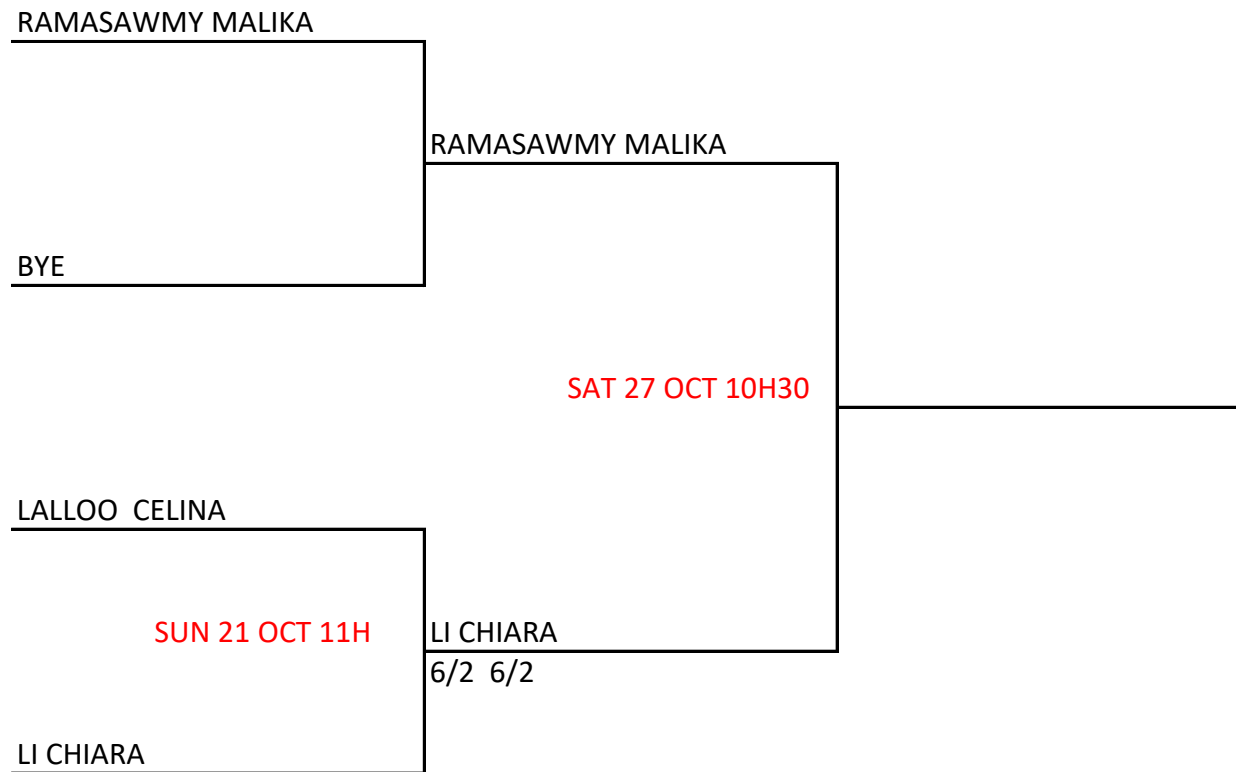 RAMASAWMY MALIKA
RAMASAWMY MALIKA
BYE
SAT 27 OCT 10H30
LALLOO  CELINA
SUN 21 OCT 11H
LI CHIARA
6/2  6/2
LI CHIARA